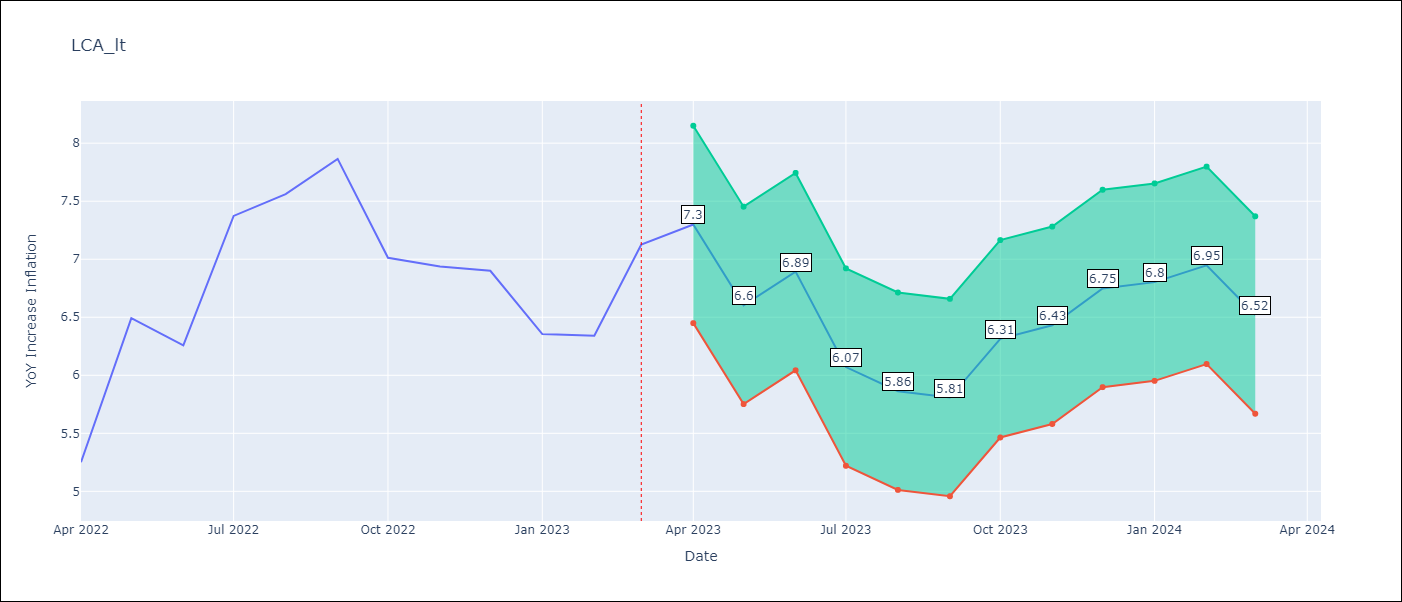 LCA_lt
8
7.5
7
6.5
6
5.5
5
YoY Increase Inflation
7.3
6.6
6.89
6.07
5.86
5.81
6.31
6.43
6.75
6.8
6.95
6.52
Apr 2022
Jul 2022
Oct 2022
Jan 2023
Apr 2023
Jul 2023
Oct 2023
Jan 2024
Apr 2024
Date